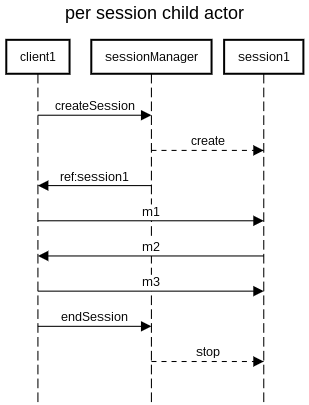 per session child actor
client1
sessionManager
session1
createSession
create
ref:session1
m1
m2
m3
endSession
stop